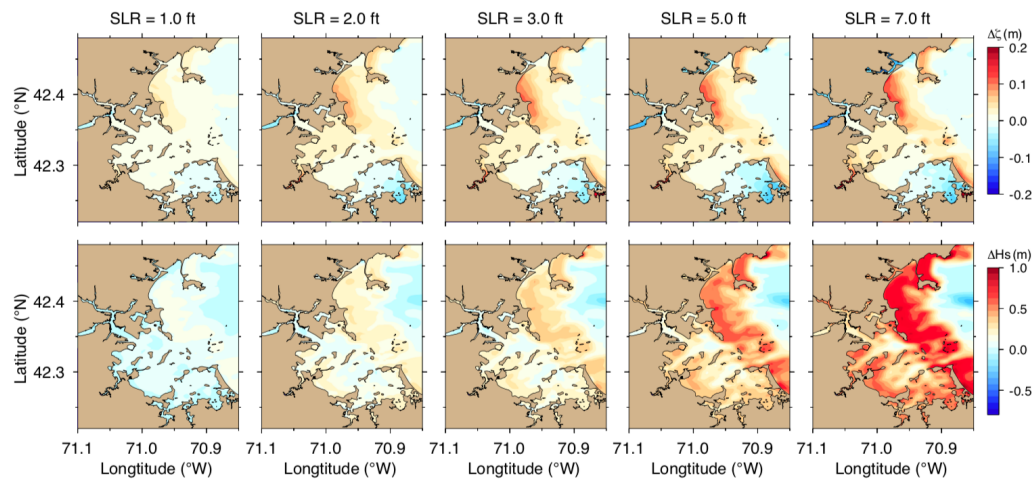 SLR = 1.0 ft SLR = 2.0 ft SLR = 3.0 ft SLR = 5.0 ft SLR = 7.0 ft
Δζ (m)
0.2
0.1
0.0
-0.1
-0.2
Latitude (°N)
42.4
42.3
ΔHs (m)
1.0
0.5
0.0
-0.5
Latitude (°N)
42.4
42.3
71.1 71.0 70.9 71.1 71.0 70.9 71.1 71.0 70.9 71.1 71.0 70.9 71.1 71.0 70.9
Longtitude (°W) Longtitude (°W) Longtitude (°W) Longtitude (°W) Longtitude (°W)